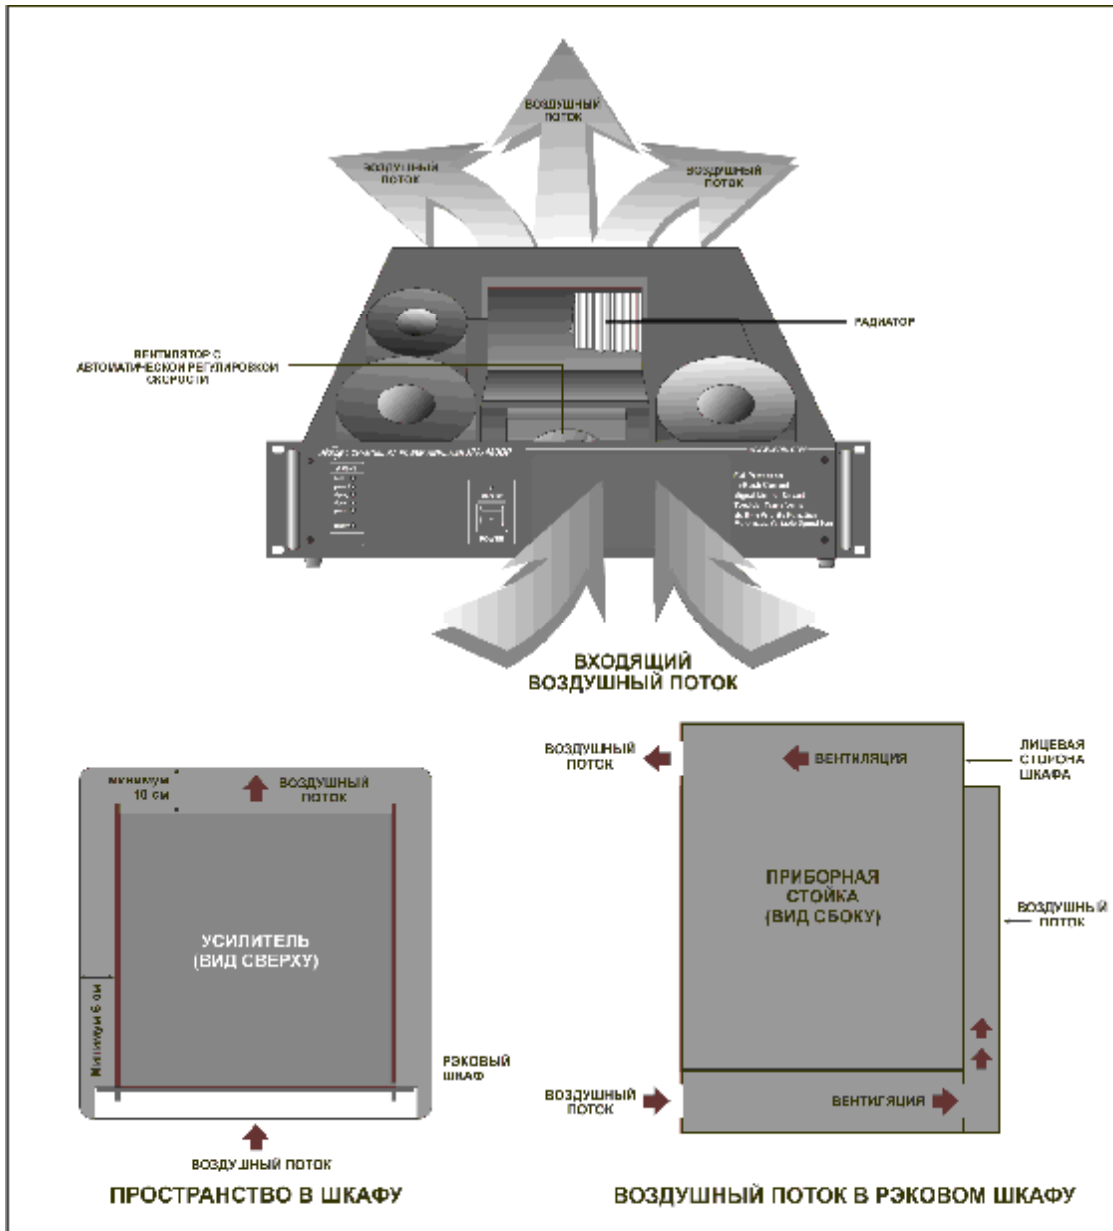 ВОЗДУШНЫЙ
ПОТОК
ВОЗДУШНЫЙ
ПОТОК
ВОЗДУШНЫЙ
ПОТОК
РАДИАТОР
ВЕНТИЛЯТОР С
АВТОМАТИЧЕСКОЙ РЕГУЛИРОВКОЙ
СКОРОСТИ
POWER
ВХОДЯЩИЙ
ВОЗДУШНЫЙ ПОТОК
минимум
10 см
ВОЗДУШНЫЙ
ПОТОК
УСИЛИТЕЛЬ
(ВИД СВЕРХУ)
Минимум 6 см
РЭКОВЫЙ
ШКАФ
ВОЗДУШНЫЙ ПОТОК
ПРОСТРАНСТВО В ШКАФУ
ВОЗДУШНЫЙ
ПОТОК
ВЕНТИЛЯЦИЯ
ЛИЦЕВАЯ
СТОРОНА
ШКАФА
ПРИБОРНАЯ
СТОЙКА
(ВИД СБОКУ)
ВОЗДУШНЫЙ
ПОТОК
ВОЗДУШНЫЙ
ПОТОК
ВЕНТИЛЯЦИЯ
ВОЗДУШНЫЙ ПОТОК В РЭКОВОМ ШКАФУ